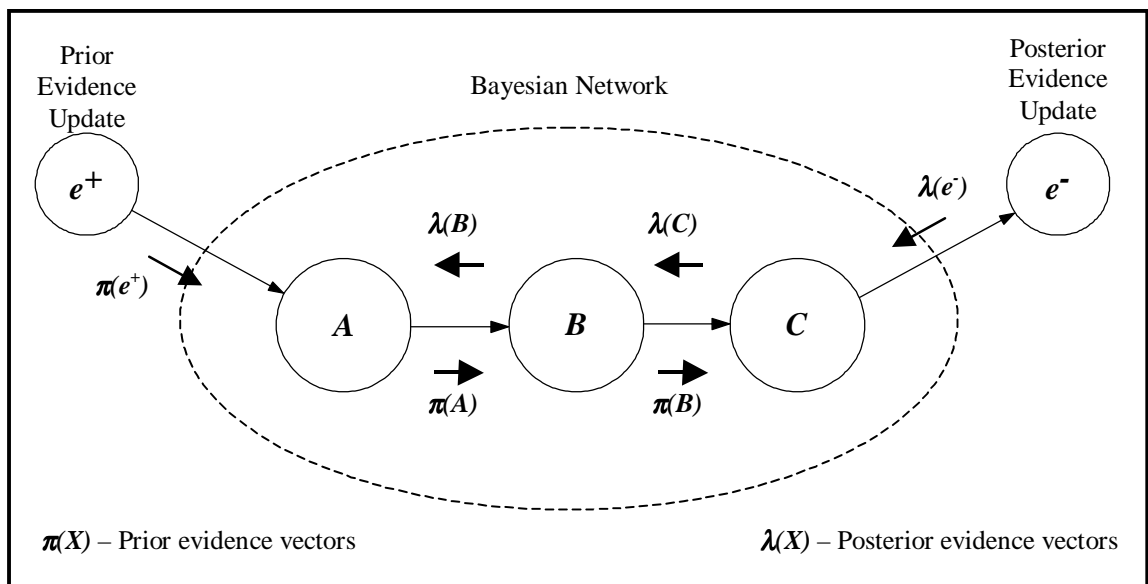 Prior
Evidence
Update
Bayesian Network
Posterior
Evidence
Update
e⁺
e⁻
λ(e⁻)
λ(B)
λ(C)
π(e⁺)
A
B
C
π(A)
π(B)
π(X) – Prior evidence vectors
λ(X) – Posterior evidence vectors